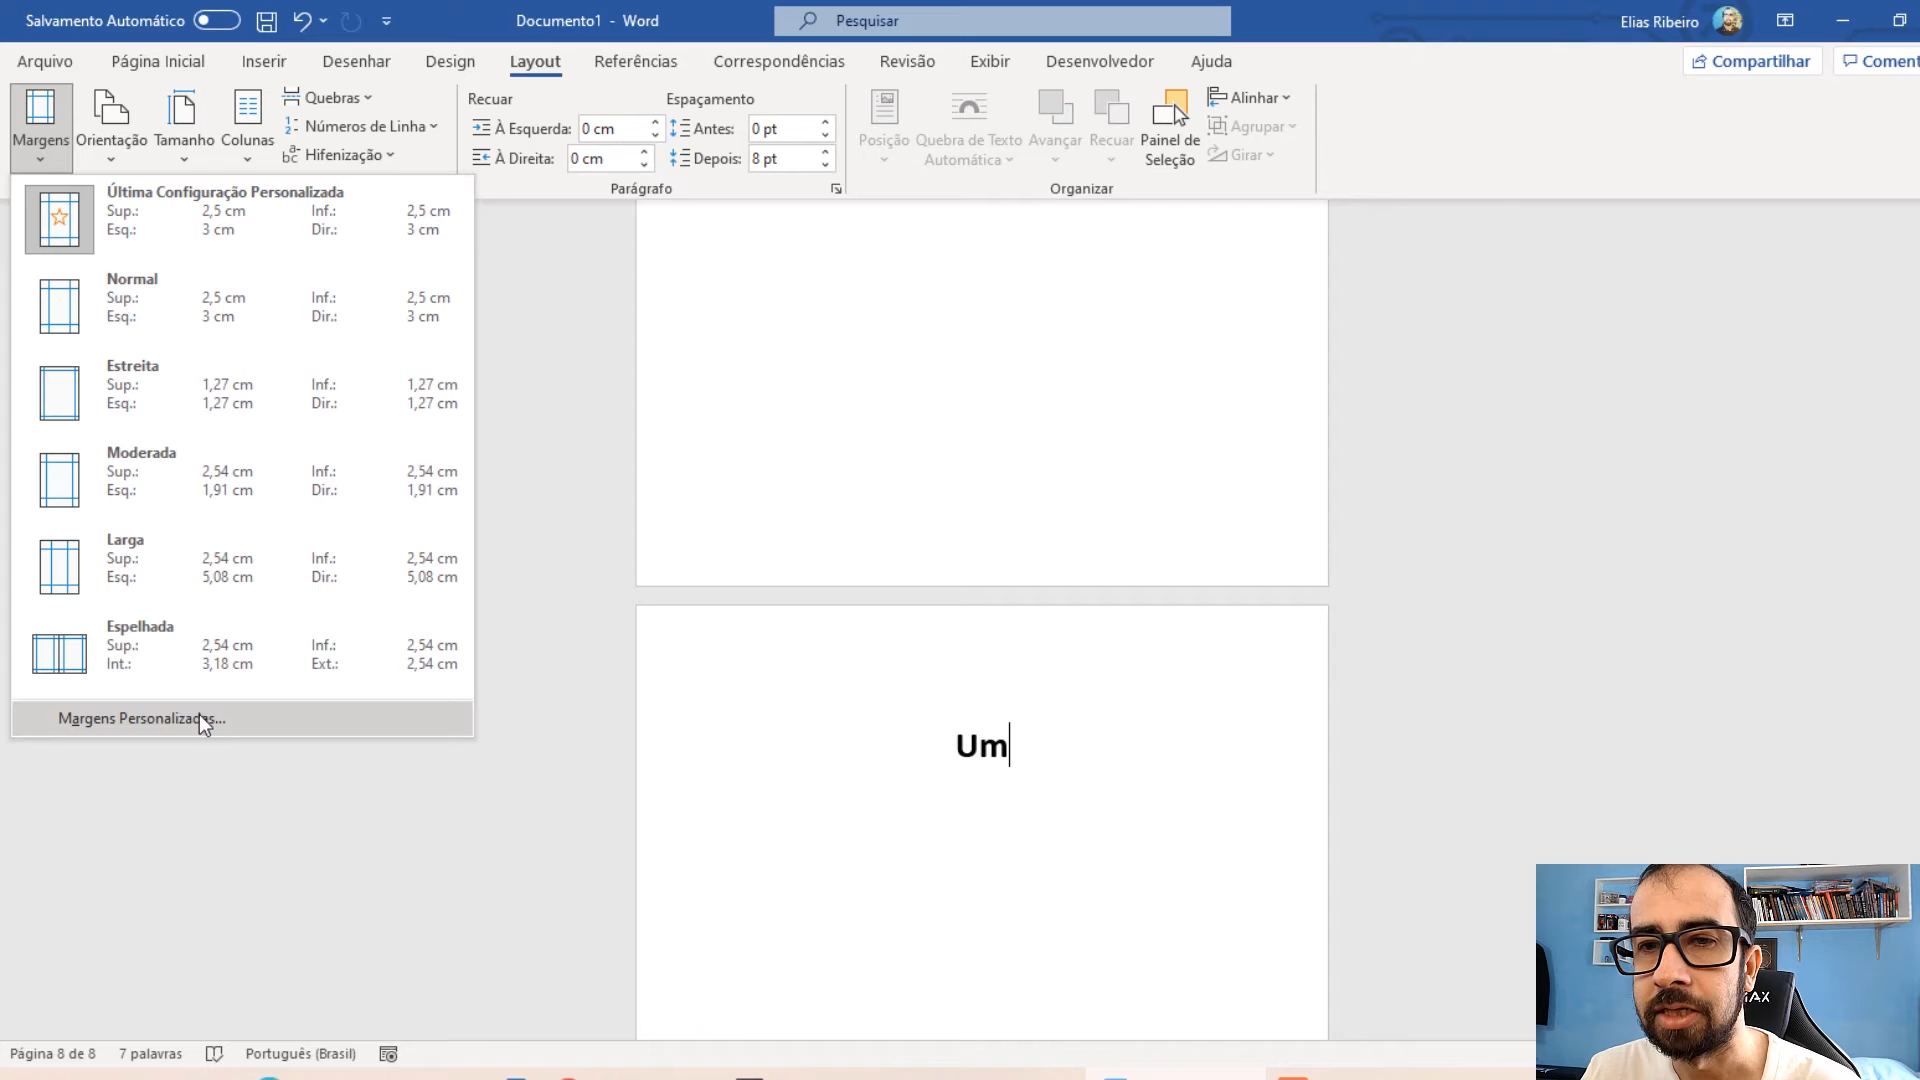 Salvamento Automático
Documento1 - Word
Pesquisar
Elias Ribeiro
Arquivo Página Inicial Inserir Desenhar Design Layout Referências Correspondências Revisão Exibir Desenvolvedor Ajuda
Compartilhar
Coment
Margens Orientação Tamanho Colunas
Quebras
Números de Linha
Hifenização
Recuar Espaçamento
À Esquerda: 0 cm Antes: 0 pt
À Direita: 0 cm Depois: 8 pt
Parágrafo
Posição
Quebra de Texto
Automática
Avançar
Recuar
Painel de
Seleção
Alinhar
Agrupar
Girar
Organizar
Última Configuração Personalizada
Sup.: 2,5 cm Inf.: 2,5 cm
Esq.: 3 cm Dir.: 3 cm
Normal
Sup.: 2,5 cm Inf.: 2,5 cm
Esq.: 3 cm Dir.: 3 cm
Estreita
Sup.: 1,27 cm Inf.: 1,27 cm
Esq.: 1,27 cm Dir.: 1,27 cm
Moderada
Sup.: 2,54 cm Inf.: 2,54 cm
Esq.: 1,91 cm Dir.: 1,91 cm
Larga
Sup.: 2,54 cm Inf.: 2,54 cm
Esq.: 5,08 cm Dir.: 5,08 cm
Espelhada
Sup.: 2,54 cm Inf.: 2,54 cm
Int.: 3,18 cm Ext.: 2,54 cm
Margens Personalizadas...
Um
Página 8 de 8 7 palavras Português (Brasil)